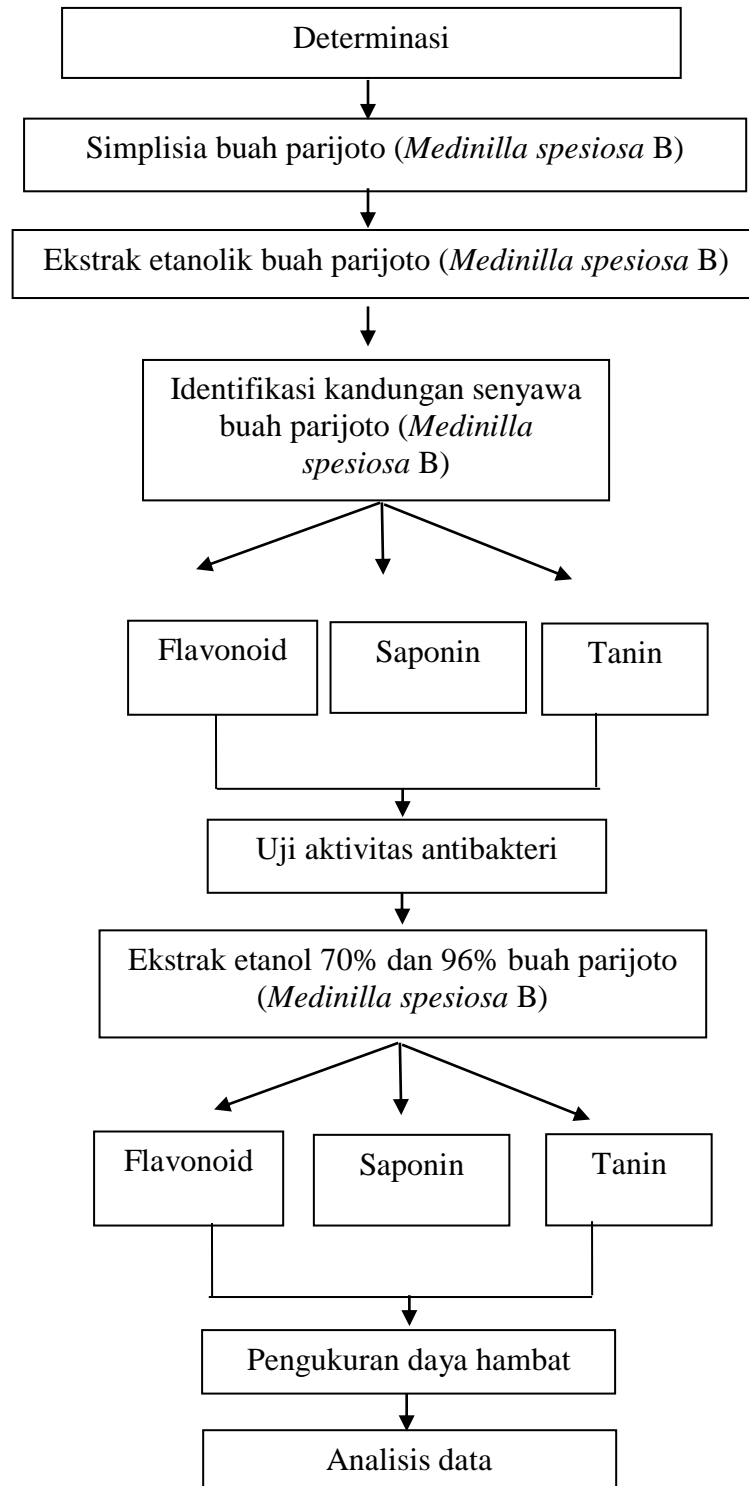 Determinasi
Simplisia buah parijoto (Medinilla spesiosa B)
Ekstrak etanolik buah parijoto (Medinilla spesiosa B)
Identifikasi kandungan senyawa
buah parijoto (Medinilla
spesiosa B)
Flavonoid
Saponin
Tanin
Uji aktivitas antibakteri
Ekstrak etanol 70% dan 96% buah parijoto
(Medinilla spesiosa B)
Flavonoid
Saponin
Tanin
Pengukuran daya hambat
Analisis data